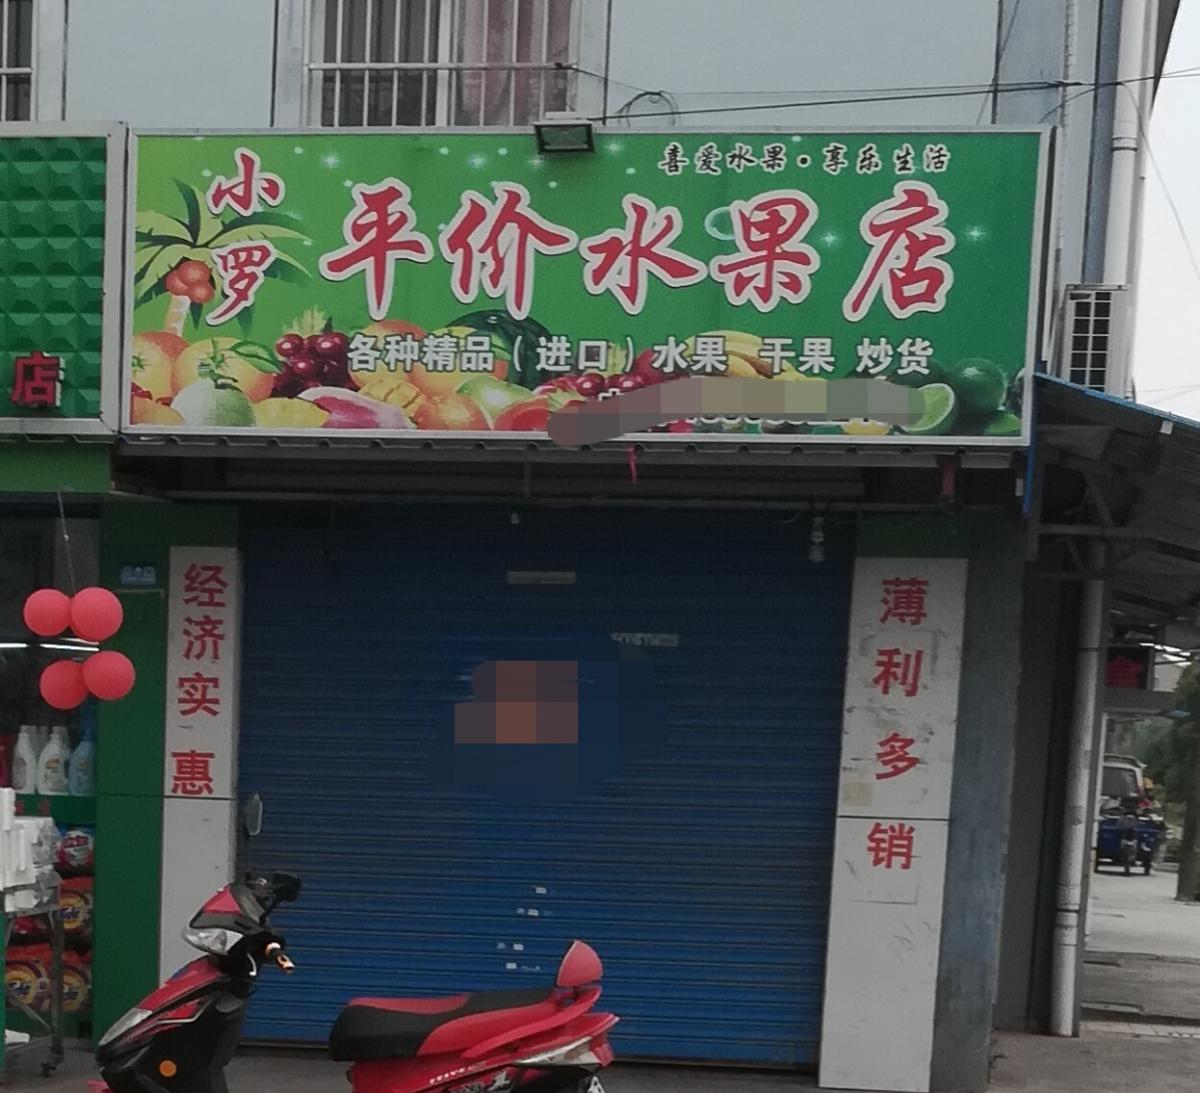 喜爱水果·享乐生活
小罗
平价水果店
各种精品（进口）水果 干果 炒货
店
经济实惠
薄利多销